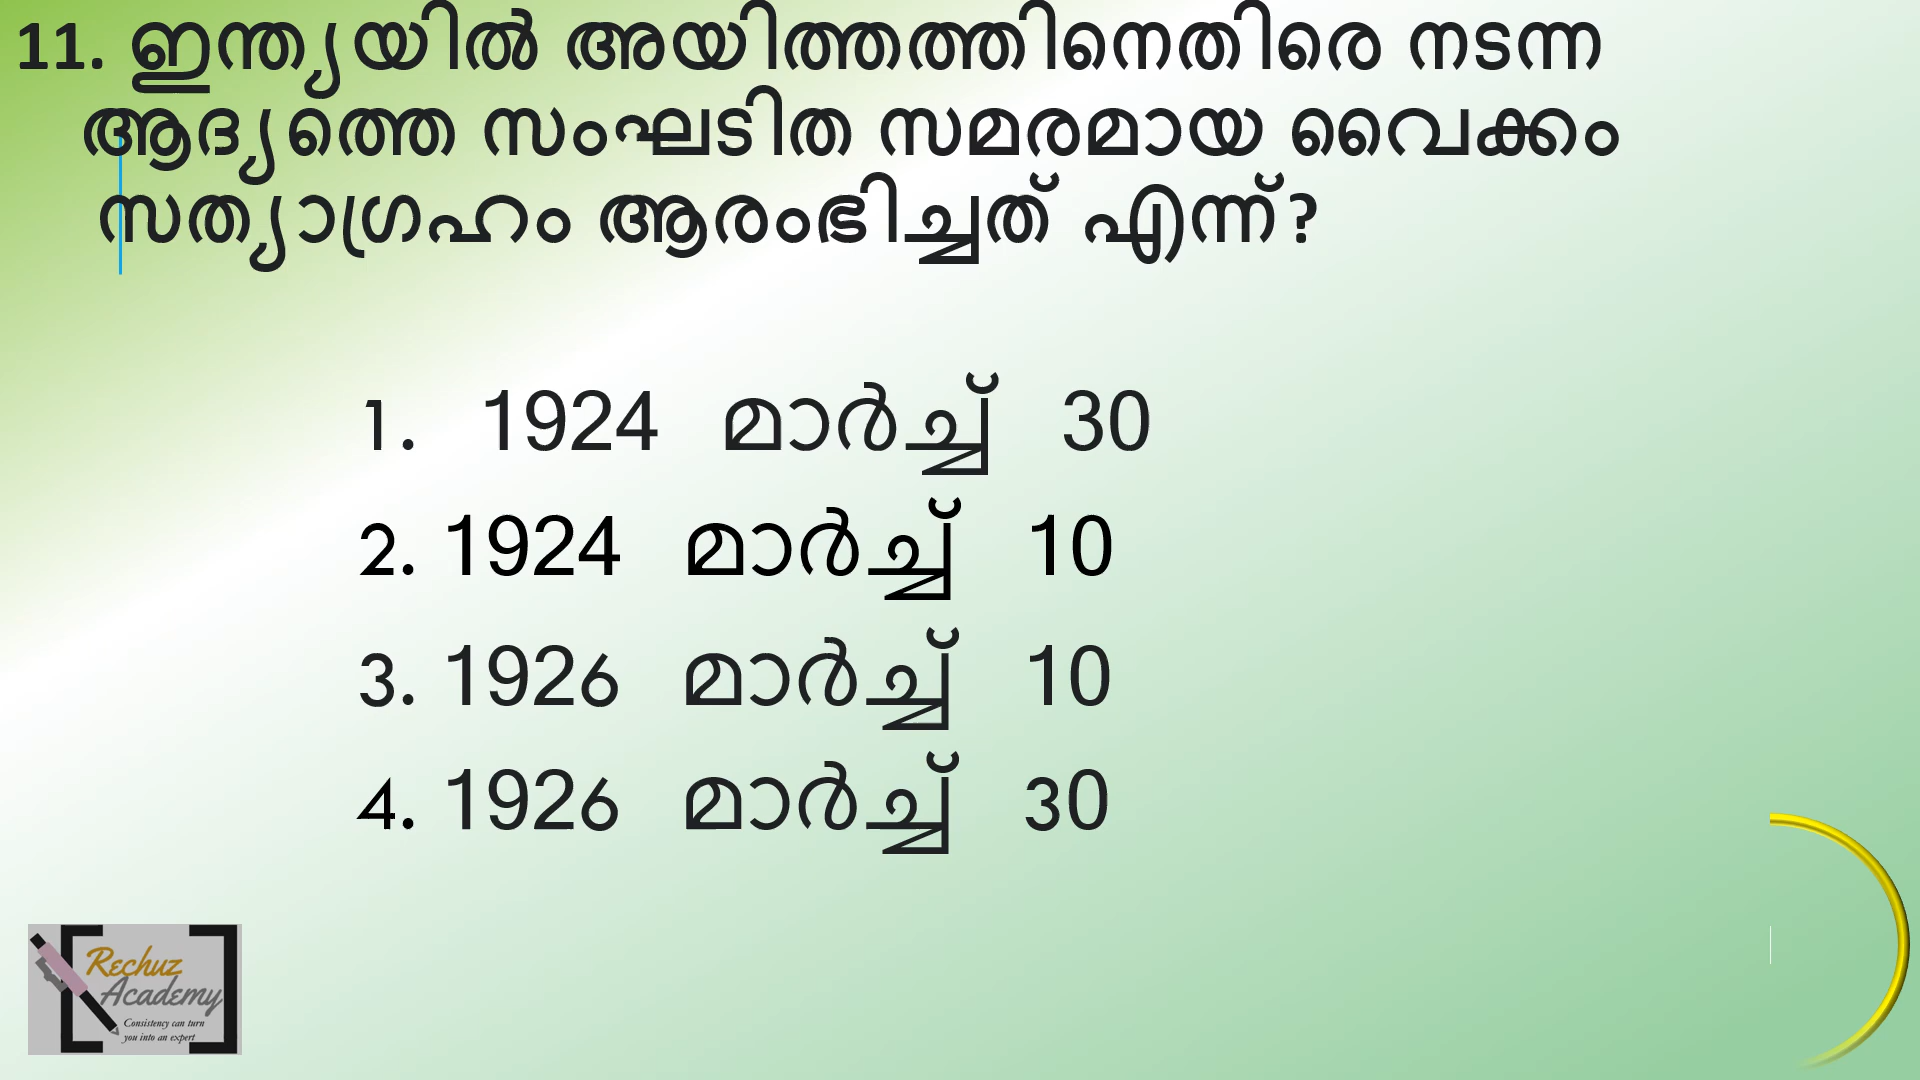 11. ഇന്ത്യയിൽ അയിത്തത്തിനെതിരെ നടന്ന
ആദ്യത്തെ സംഘടിത സമരമായ വൈക്കം
സത്യാഗ്രഹം ആരംഭിച്ചത് എന്ന്?
1. 1924 മാർച്ച് 30
2. 1924 മാർച്ച് 10
3. 1926 മാർച്ച് 10
4. 1926 മാർച്ച് 30
Rechuz
Academy
Consistency can turn
you into an expert